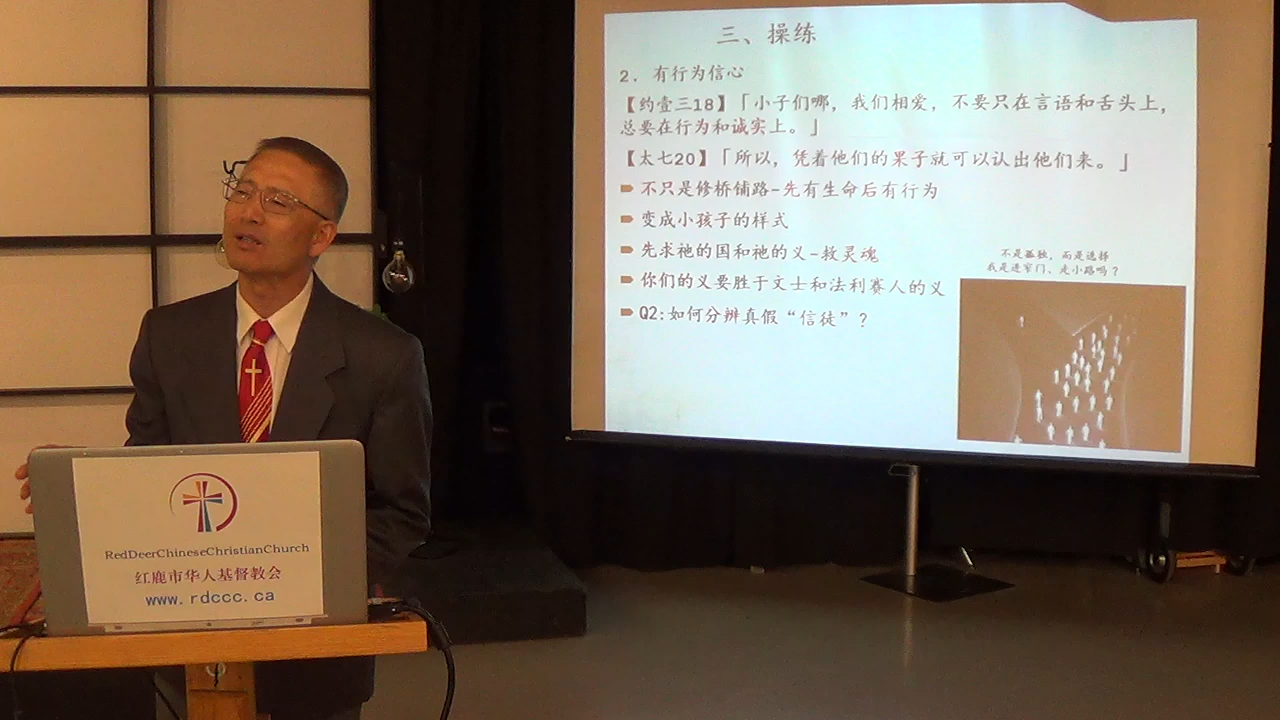 三、操练
2. 有行为信心
【约壹三18】「小子们哪，我们相爱，不要只在言语和舌头上，
总要在行为和诚实上。」
【太七20】「所以，凭着他们的果子就可以认出他们来。」
不只是修桥铺路-先有生命后有行为
变成小孩子的样式
先求祂的国和祂的义-救灵魂
你们的义要胜于文士和法利赛人的义
Q2:如何分辨真假“信徒”？
不是孤独，而是选择
我是进窄门、走小路吗？
RedDeerChineseChristianChurch
红鹿市华人基督教会
www.rdccc.ca